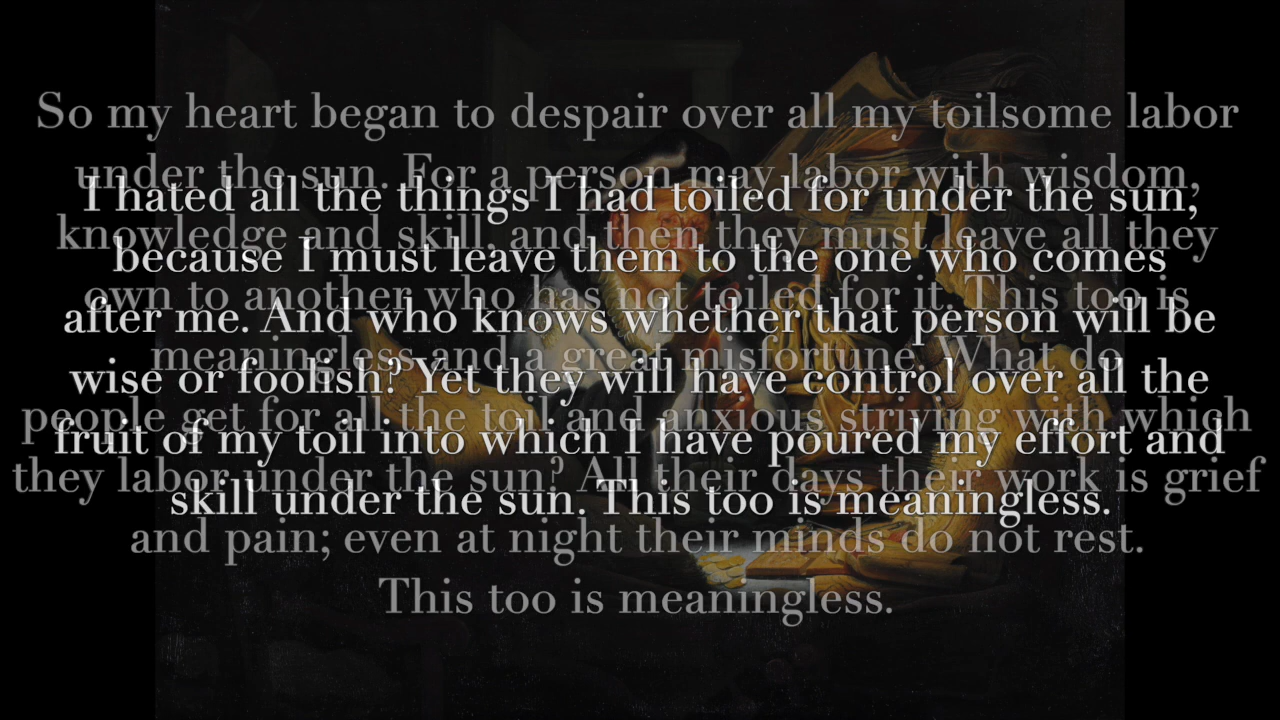 So my heart began to despair over all my toilsome labor
under the sun. For a person may labor with wisdom,
knowledge and skill, and then they must leave all they
own to another who has not toiled for it. This too is
meaningless and a great misfortune. What do
people get for all the toil and anxious striving with which
they labor under the sun? All their days their work is grief
and pain; even at night their minds do not rest.
This too is meaningless.
I hated all the things I had toiled for under the sun,
because I must leave them to the one who comes
after me. And who knows whether that person will be
wise or foolish? Yet they will have control over all the
fruit of my toil into which I have poured my effort and
skill under the sun. This too is meaningless.